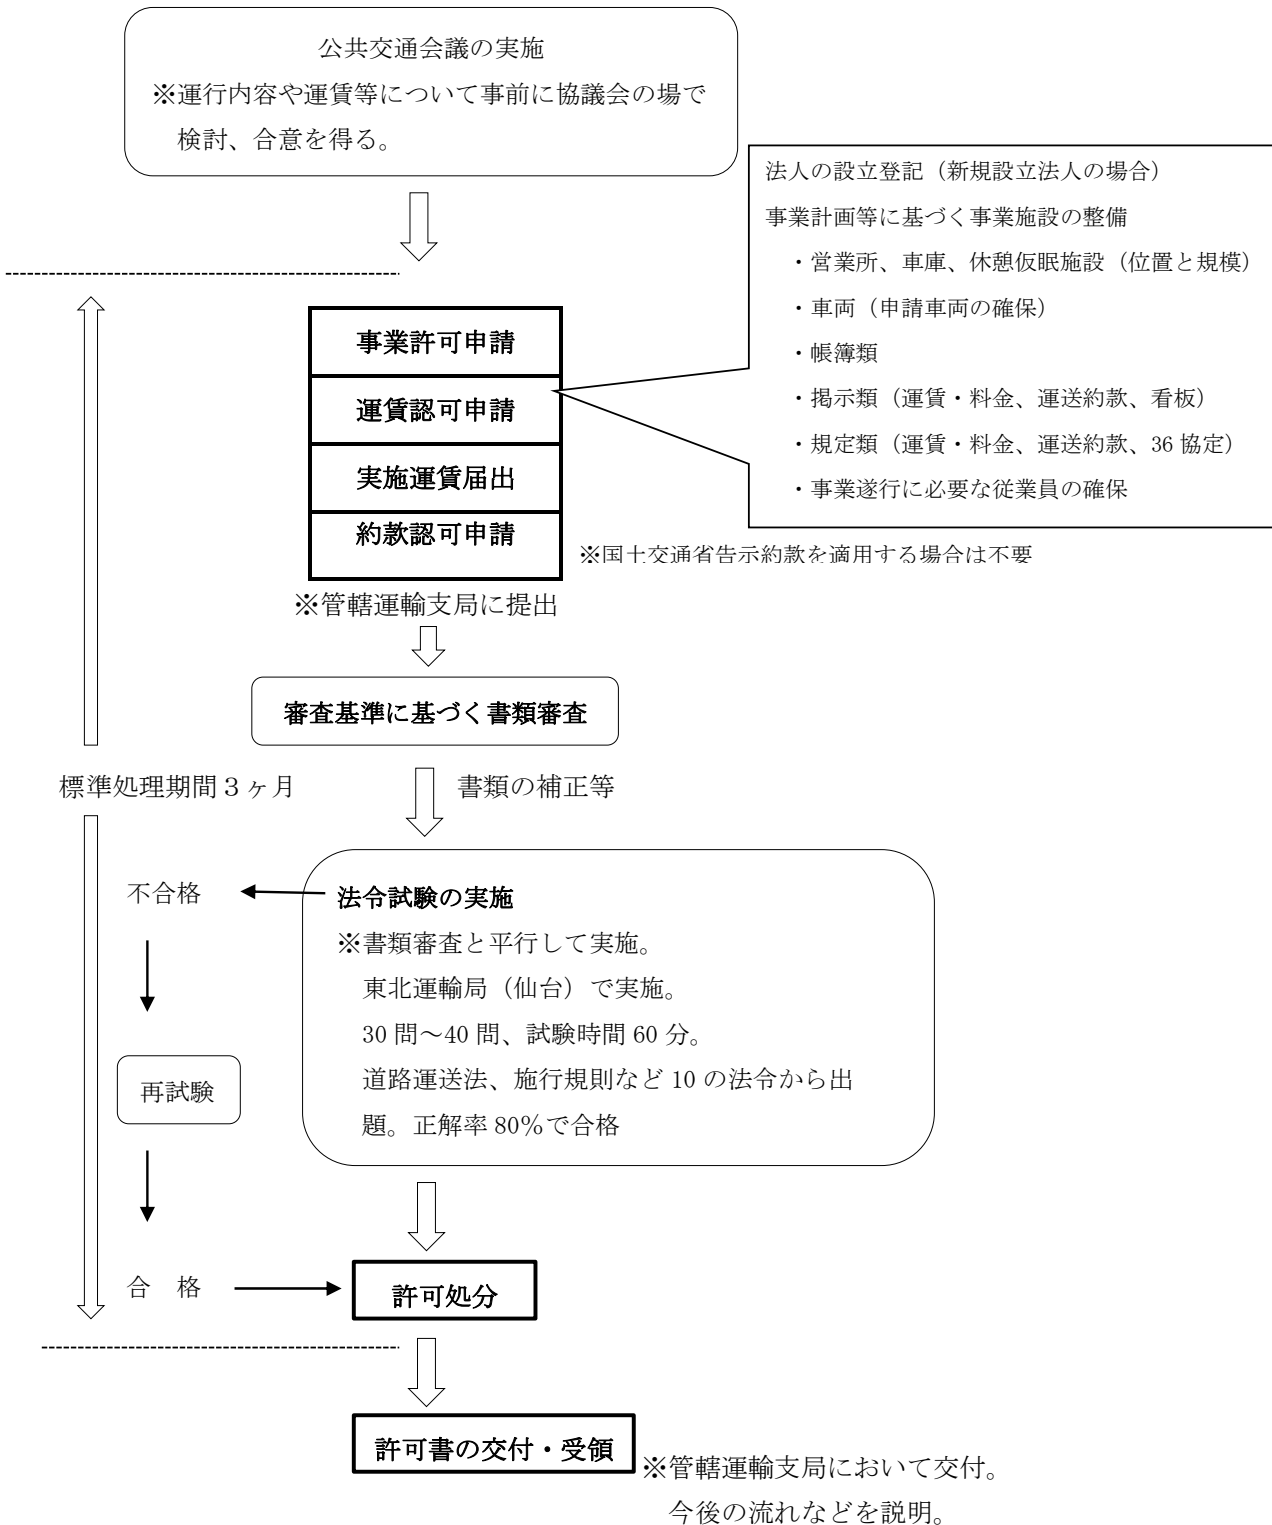 公共交通会議の実施
※運行内容や運賃等について事前に協議会の場で
検討、合意を得る。
法人の設立登記（新規設立法人の場合）
事業計画等に基づく事業施設の整備
・営業所、車庫、休憩仮眠施設（位置と規模）
・車両（申請車両の確保）
・帳簿類
・掲示類（運賃・料金、運送約款、看板）
・規定類（運賃・料金、運送約款、36 協定）
・事業遂行に必要な従業員の確保
事業許可申請
運賃認可申請
実施運賃届出
約款認可申請
※国土交通省告示約款を適用する場合は不要
※管轄運輸支局に提出
審査基準に基づく書類審査
標準処理期間３ヶ月
書類の補正等
不合格
法令試験の実施
※書類審査と平行して実施。
東北運輸局（仙台）で実施。
30 問～40 問、試験時間 60 分。
道路運送法、施行規則など 10 の法令から出
題。正解率 80％で合格
再試験
合　格
許可処分
許可書の交付・受領
※管轄運輸支局において交付。
今後の流れなどを説明。